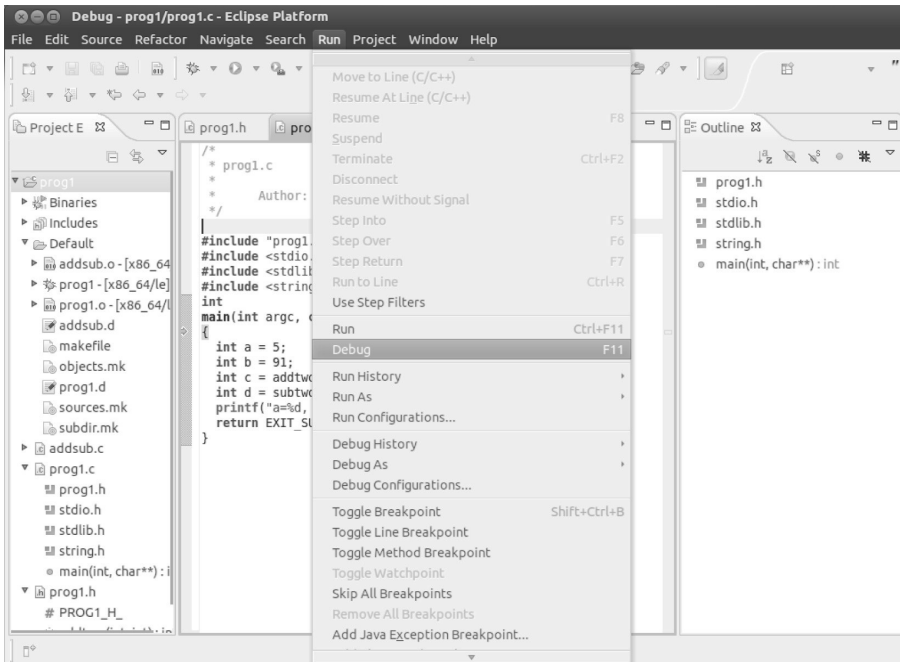 Debug - prog1/prog1.c - Eclipse Platform
File Edit Source Refactor Navigate Search Run Project Window Help
Project E
prog1
Binaries
Includes
Default
addsub.o - [x86_64
prog1 - [x86_64/le]
prog1.o - [x86_64/l
addsub.d
makefile
objects.mk
prog1.d
sources.mk
subdir.mk
addsub.c
prog1.c
prog1.h
stdio.h
stdlib.h
string.h
main(int, char**) : i
prog1.h
# PROG1_H_
prog1.h
pro
/*
* prog1.c
*
* Author:
*/
#include "prog1.
#include <stdio.
#include <stdlib
#include <string
int
main(int argc, c
{
int a = 5;
int b = 91;
int c = addtwo
int d = subtwo
printf("a=%d,
return EXIT_SU
}
Move to Line (C/C++)
Resume At Line (C/C++)
Resume F8
Suspend
Terminate Ctrl+F2
Disconnect
Resume Without Signal
Step Into F5
Step Over F6
Step Return F7
Run to Line Ctrl+R
Use Step Filters
Run Ctrl+F11
Debug F11
Run History
Run As
Run Configurations...
Debug History
Debug As
Debug Configurations...
Toggle Breakpoint Shift+Ctrl+B
Toggle Line Breakpoint
Toggle Method Breakpoint
Toggle Watchpoint
Skip All Breakpoints
Remove All Breakpoints
Add Java Exception Breakpoint...
Outline
prog1.h
stdio.h
stdlib.h
string.h
main(int, char**) : int